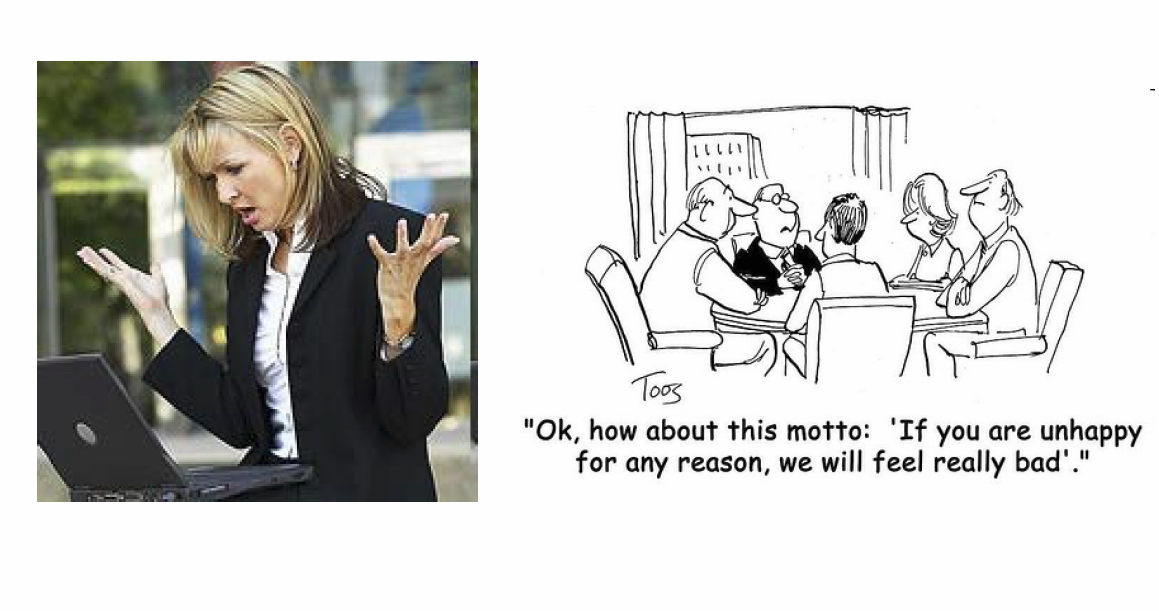 Toos
"Ok, how about this motto:  'If you are unhappy
for any reason, we will feel really bad'."